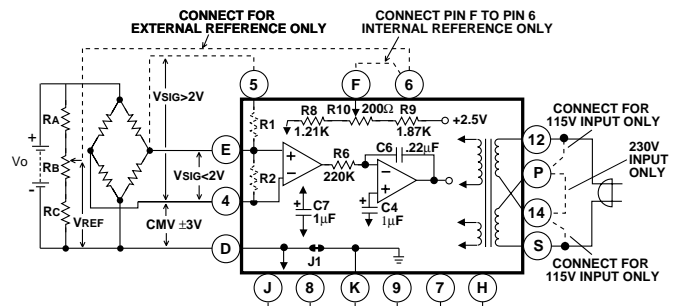 CONNECT FOR
EXTERNAL REFERENCE ONLY
CONNECT PIN F TO PIN 6
INTERNAL REFERENCE ONLY
5
F
6
VSIG>2V
R8
R10
200Ω
R9
+2.5V
1.21K
1.87K
CONNECT FOR
115V INPUT ONLY
RA
R1
C6
.22µF
12
230V
INPUT
ONLY
E
R6
220K
P
+
Vo
-
RB
VSIG<2V
R2
+
-
-
+
4
C7
1µF
C4
1µF
14
RC
VREF
CMV ±3V
S
D
J1
CONNECT FOR
115V INPUT ONLY
J
8
K
9
7
H